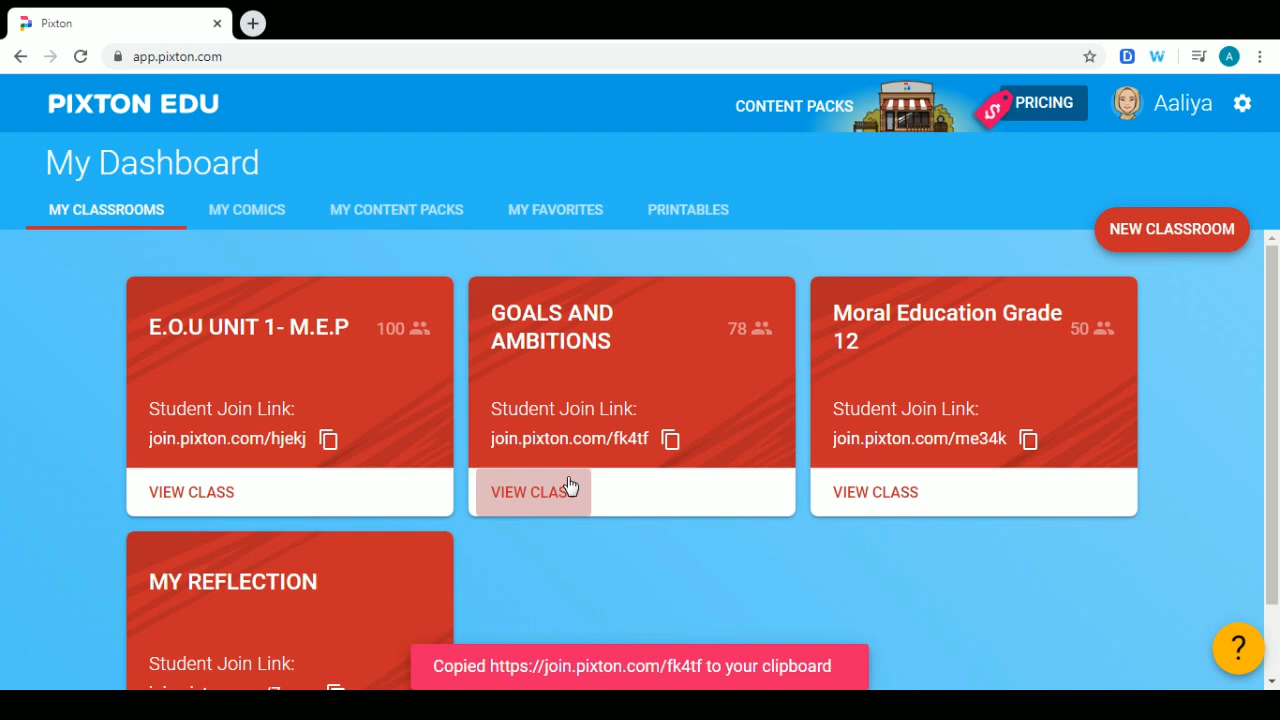 Pixton
app.pixton.com
PIXTON EDU
CONTENT PACKS
PRICING
Aaliya
My Dashboard
MY CLASSROOMS
MY COMICS
MY CONTENT PACKS
MY FAVORITES
PRINTABLES
NEW CLASSROOM
E.O.U UNIT 1- M.E.P
100
Student Join Link:
join.pixton.com/hjekj
VIEW CLASS
GOALS AND
AMBITIONS
78
Student Join Link:
join.pixton.com/fk4tf
VIEW CLASS
Moral Education Grade
12
50
Student Join Link:
join.pixton.com/me34k
VIEW CLASS
MY REFLECTION
Student Join Link:
Copied https://join.pixton.com/fk4tf to your clipboard
?